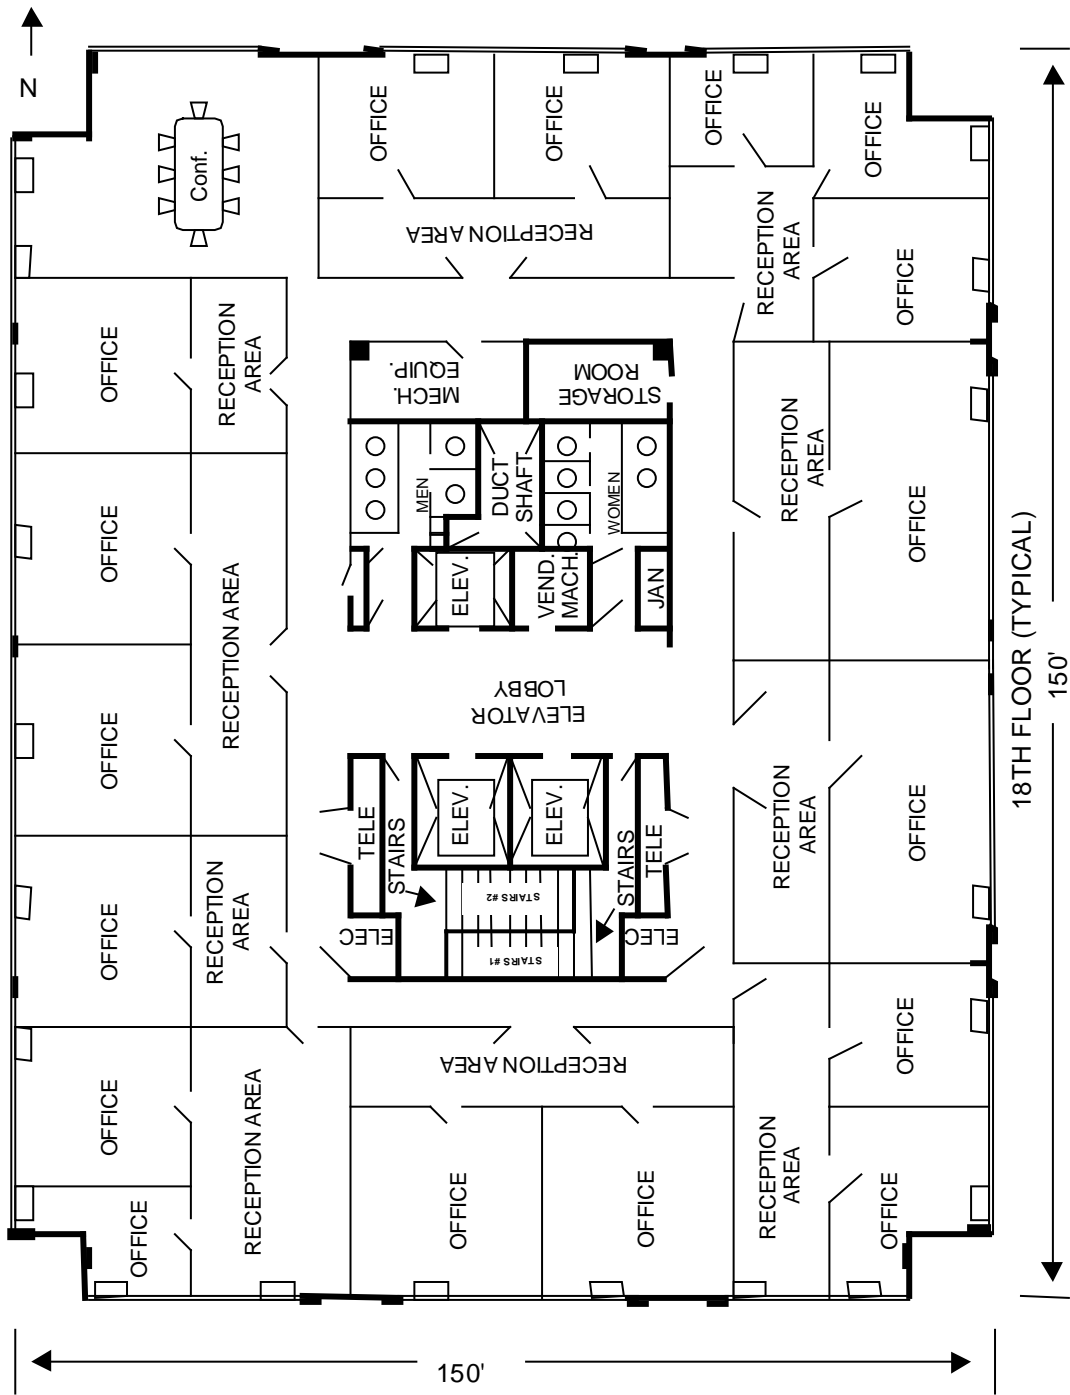 N
OFFICE
OFFICE
OFFICE
OFFICE
Conf.
RECEPTION AREA
RECEPTION
AREA
OFFICE
OFFICE
RECEPTION
AREA
MECH.
EQUIP.
STORAGE
ROOM
RECEPTION
AREA
OFFICE
MEN
DUCT
SHAFT
WOMEN
OFFICE
RECEPTION AREA
ELEV.
VEND.
MACH.
JAN
ELEVATOR
LOBBY
18TH FLOOR (TYPICAL)
150'
OFFICE
TELE
STAIRS
ELEV.
ELEV.
STAIRS
TELE
RECEPTION
AREA
OFFICE
OFFICE
RECEPTION
AREA
ELEC
STAIRS #2
STAIRS #1
ELEC
OFFICE
RECEPTION AREA
RECEPTION AREA
OFFICE
OFFICE
OFFICE
OFFICE
RECEPTION
AREA
OFFICE
150'